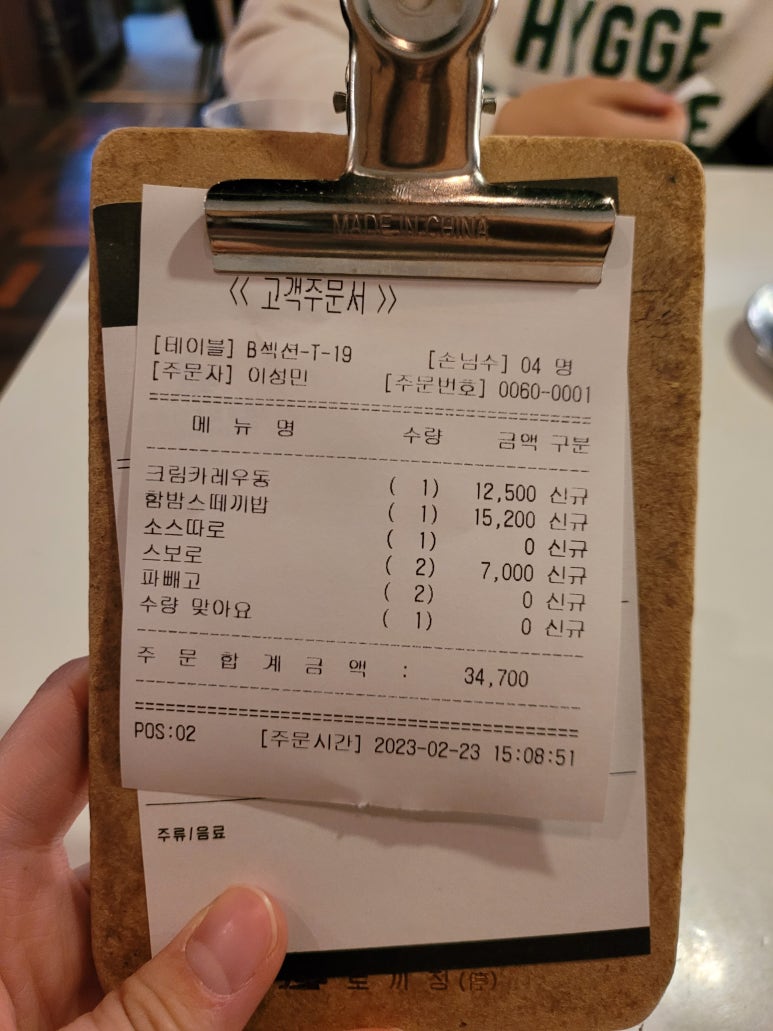 HYGGE
MADE IN CHINA
《 고객주문서 》
[테이블] B섹션-T-19 [손님수] 04 명
[주문자] 이성민 [주문번호] 0060-0001
메 뉴 명 수량 금액 구분
크림카레우동 ( 1) 12,500 신규
함밤스떼끼밥 ( 1) 15,200 신규
소스따로 ( 1) 0 신규
스보로 ( 2) 7,000 신규
파빼고 ( 2) 0 신규
수량 맞아요 ( 1) 0 신규
주 문 합 계 금 액 : 34,700
POS:02 [주문시간] 2023-02-23 15:08:51
주류/음료